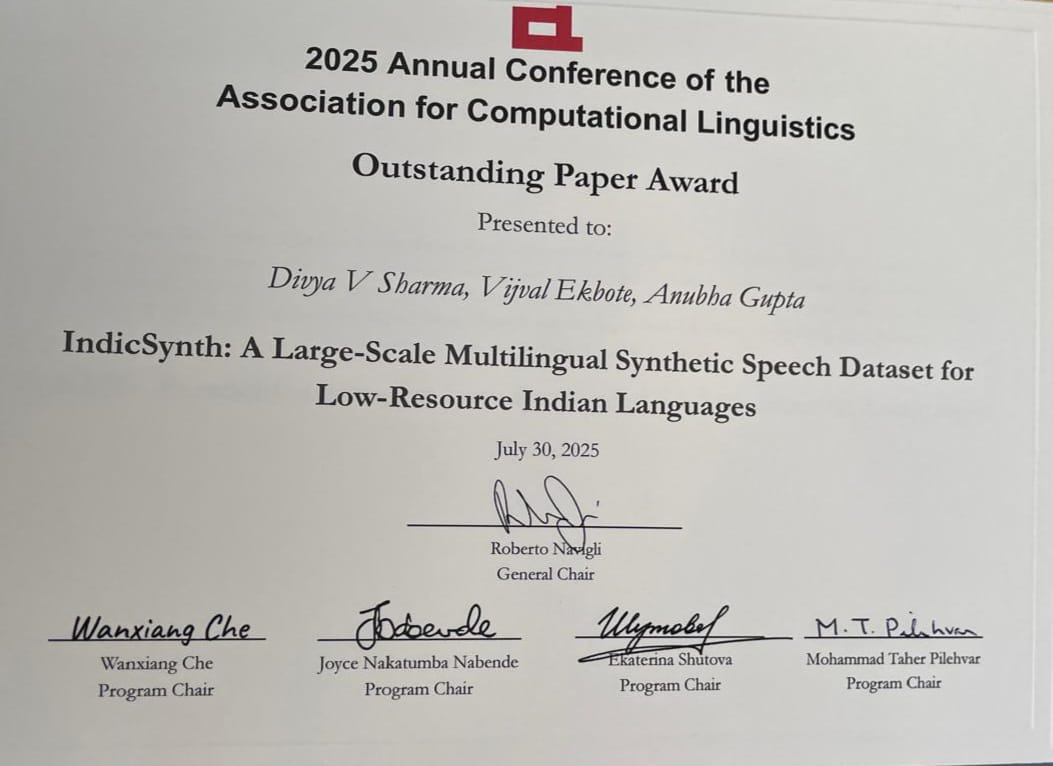 2025 Annual Conference of the
Association for Computational Linguistics
Outstanding Paper Award
Presented to:
Divya V Sharma, Vijval Ekbote, Anubha Gupta
IndicSynth: A Large-Scale Multilingual Synthetic Speech Dataset for
Low-Resource Indian Languages
July 30, 2025
Roberto Navigli
General Chair
Wanxiang Che
M. T. Pilehvar
Wanxiang Che
Joyce Nakatumba Nabende
Ekaterina Shutova
Mohammad Taher Pilehvar
Program Chair
Program Chair
Program Chair
Program Chair